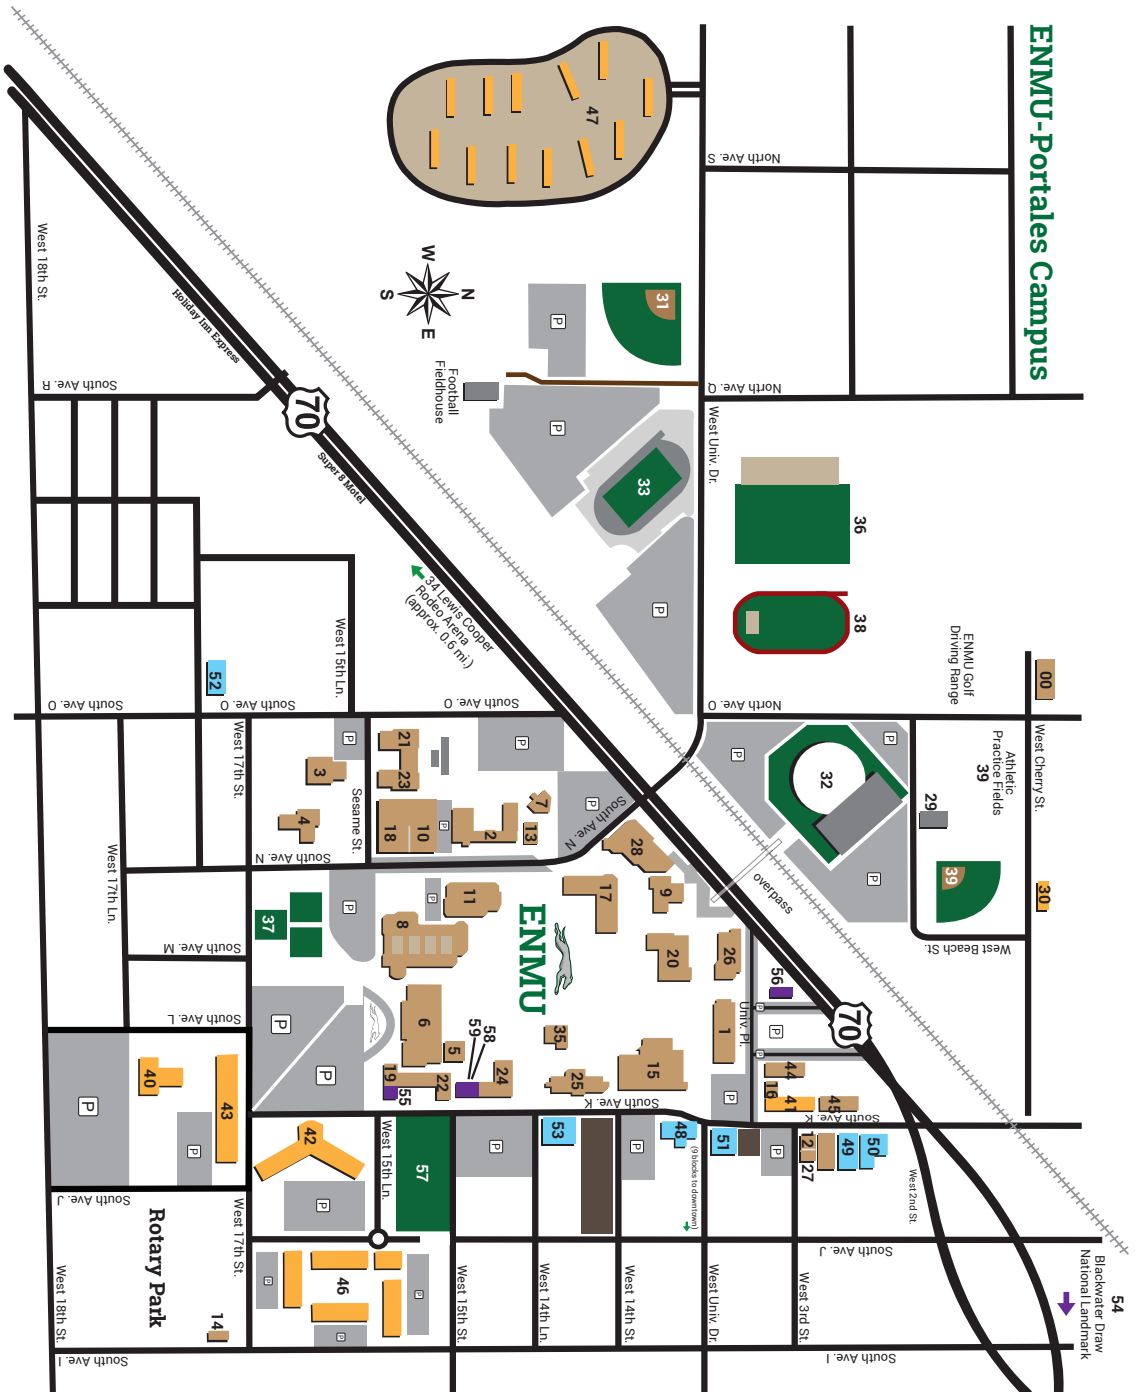 ENMU-Portales Campus
47
North Ave. S
West 18th St.
W
N
S
E
Holiday Inn Express
31
P
Football
Fieldhouse
P
South Ave. R
North Ave. Q
70
Super 8 Motel
West Univ. Dr.
33
36
P
38
34 Lewis Cooper
Rodeo Arena
(approx. 0.6 mi.)
ENMU Golf
Driving Range
00
West 15th Ln.
52
South Ave. O
South Ave. O
South Ave. O
North Ave. O
West 17th St.
P
21
23
3
4
Sesame St.
P
18
10
P
2
13
7
P
South Ave. N
South Ave. N
28
P
32
P
Athletic
Practice Fields
39
West Cherry St.
29
P
39
30
overpass
West Beach St.
West 17th Ln.
37
P
P
11
8
17
9
ENMU
20
26
56
South Ave. M
South Ave. L
P
P
6
5
58
59
35
1
Univ. Pl.
P
P
P
70
15
25
24
22
19
55
P
44
16
41
45
South Ave. K
South Ave. K
P
40
43
P
42
West 15th Ln.
57
P
P
53
P
48
(9 blocks to downtown)
51
P
12
27
49
50
West 2nd St.
South Ave. J
South Ave. J
Rotary Park
West 17th St.
14
P
46
P
P
West 18th St.
West 15th St.
West 14th Ln.
West 14th St.
West Univ. Dr.
West 3rd St.
South Ave. I
South Ave. I
54
Blackwater Draw
National Landmark